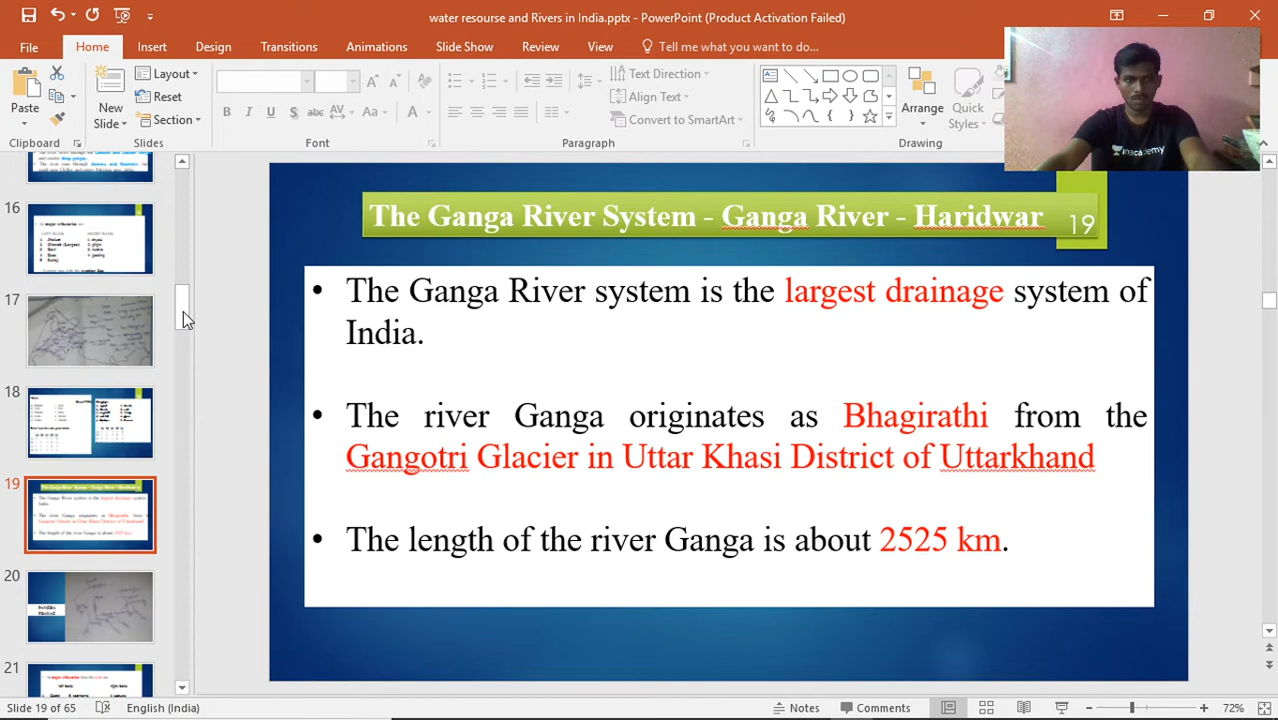 water resourse and Rivers in India.pptx - PowerPoint (Product Activation Failed)
File Home Insert Design Transitions Animations Slide Show Review View Tell me what you want to do...
Paste
New Slide
Layout
Reset
Section
Text Direction
Align Text
Convert to SmartArt
Arrange
Quick Styles
Clipboard Slides Font Paragraph Drawing
unacademy
16
17
18
19
20
21
The Ganga River System - Ganga River - Haridwar 19
• The Ganga River system is the largest drainage system of
India.
• The river Ganga originates as Bhagirathi from the
Gangotri Glacier in Uttar Khasi District of Uttarkhand
• The length of the river Ganga is about 2525 km.
Slide 19 of 65 English (India) Notes Comments 72%